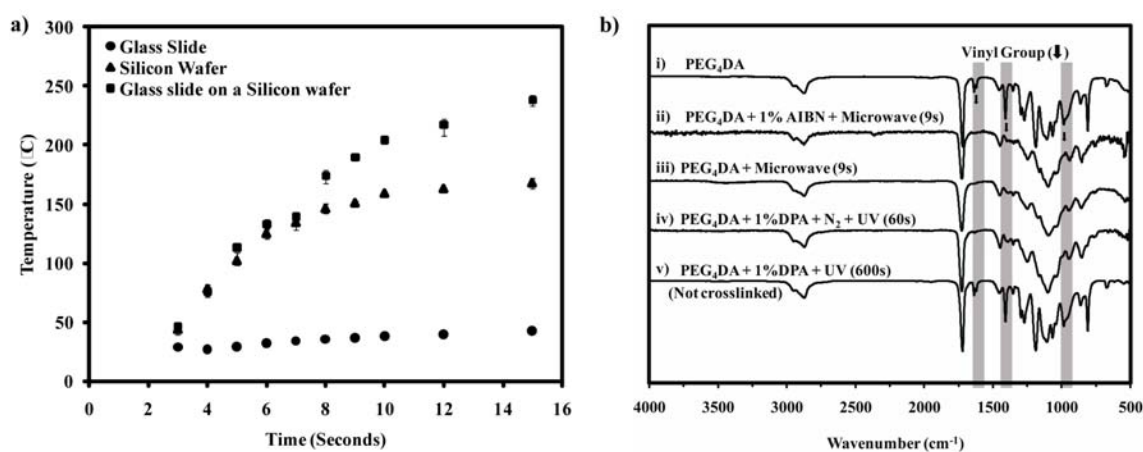 a)
300
250
200
150
100
50
0
Temperature (□C)
Glass Slide
Silicon Wafer
Glass slide on a Silicon wafer
0 2 4 6 8 10 12 14 16
Time (Seconds)
b)
Vinyl Group (⬇)
i) PEG₄DA
ii) PEG₄DA + 1% AIBN + Microwave (9s)
iii) PEG₄DA + Microwave (9s)
iv) PEG₄DA + 1%DPA + N₂ + UV (60s)
v) PEG₄DA + 1%DPA + UV (600s)
(Not crosslinked)
4000 3500 3000 2500 2000 1500 1000 500
Wavenumber (cm⁻¹)